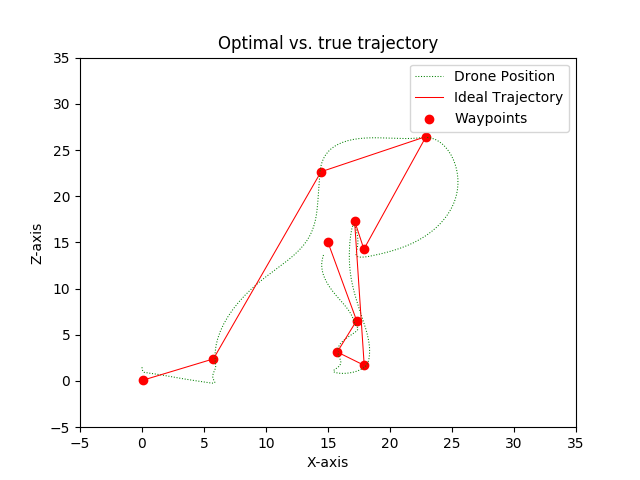 Optimal vs. true trajectory
Drone Position
Ideal Trajectory
Waypoints
Z-axis
35
30
25
20
15
10
5
0
−5
−5 0 5 10 15 20 25 30 35
X-axis